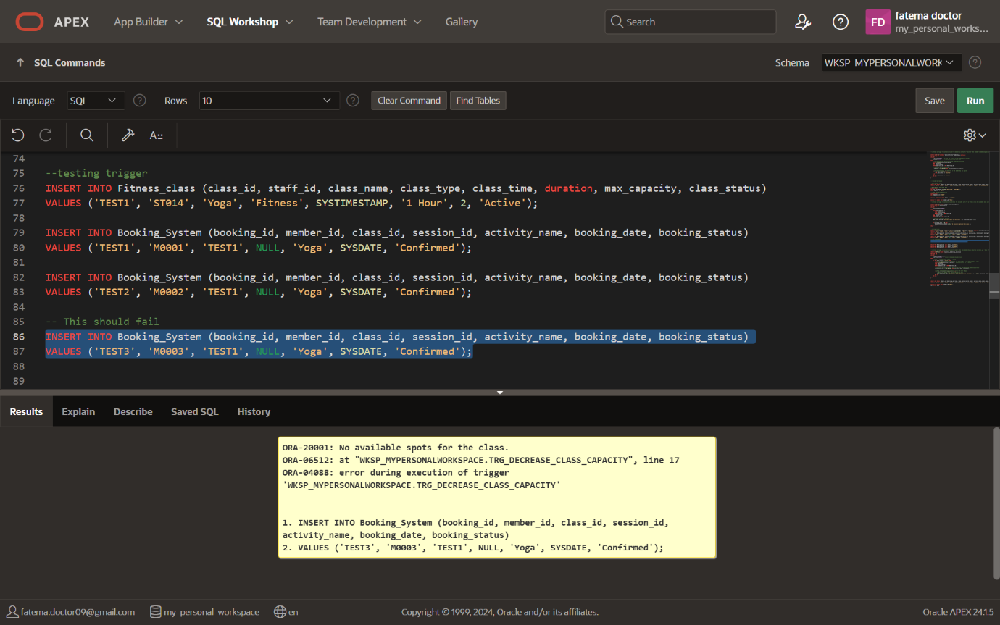 APEX App Builder SQL Workshop Team Development Gallery Search FD fatema doctor
my_personal_works...
SQL Commands Schema WKSP_MYPERSONALWORK
Language SQL Rows 10 Clear Command Find Tables Save Run
A::
74
75 --testing trigger
76 INSERT INTO Fitness_class (class_id, staff_id, class_name, class_type, class_time, duration, max_capacity, class_status)
77 VALUES ('TEST1', 'ST014', 'Yoga', 'Fitness', SYSTIMESTAMP, '1 Hour', 2, 'Active');
78
79 INSERT INTO Booking_System (booking_id, member_id, class_id, session_id, activity_name, booking_date, booking_status)
80 VALUES ('TEST1', 'M0001', 'TEST1', NULL, 'Yoga', SYSDATE, 'Confirmed');
81
82 INSERT INTO Booking_System (booking_id, member_id, class_id, session_id, activity_name, booking_date, booking_status)
83 VALUES ('TEST2', 'M0002', 'TEST1', NULL, 'Yoga', SYSDATE, 'Confirmed');
84
85 -- This should fail
86 INSERT INTO Booking_System (booking_id, member_id, class_id, session_id, activity_name, booking_date, booking_status)
87 VALUES ('TEST3', 'M0003', 'TEST1', NULL, 'Yoga', SYSDATE, 'Confirmed');
88
89
Results Explain Describe Saved SQL History
ORA-20001: No available spots for the class.
ORA-06512: at "WKSP_MYPERSONALWORKSPACE.TRG_DECREASE_CLASS_CAPACITY", line 17
ORA-04088: error during execution of trigger
'WKSP_MYPERSONALWORKSPACE.TRG_DECREASE_CLASS_CAPACITY'
1. INSERT INTO Booking_System (booking_id, member_id, class_id, session_id,
activity_name, booking_date, booking_status)
2. VALUES ('TEST3', 'M0003', 'TEST1', NULL, 'Yoga', SYSDATE, 'Confirmed');
fatema.doctor09@gmail.com my_personal_workspace en Copyright © 1999, 2024, Oracle and/or its affiliates. Oracle APEX 24.1.5